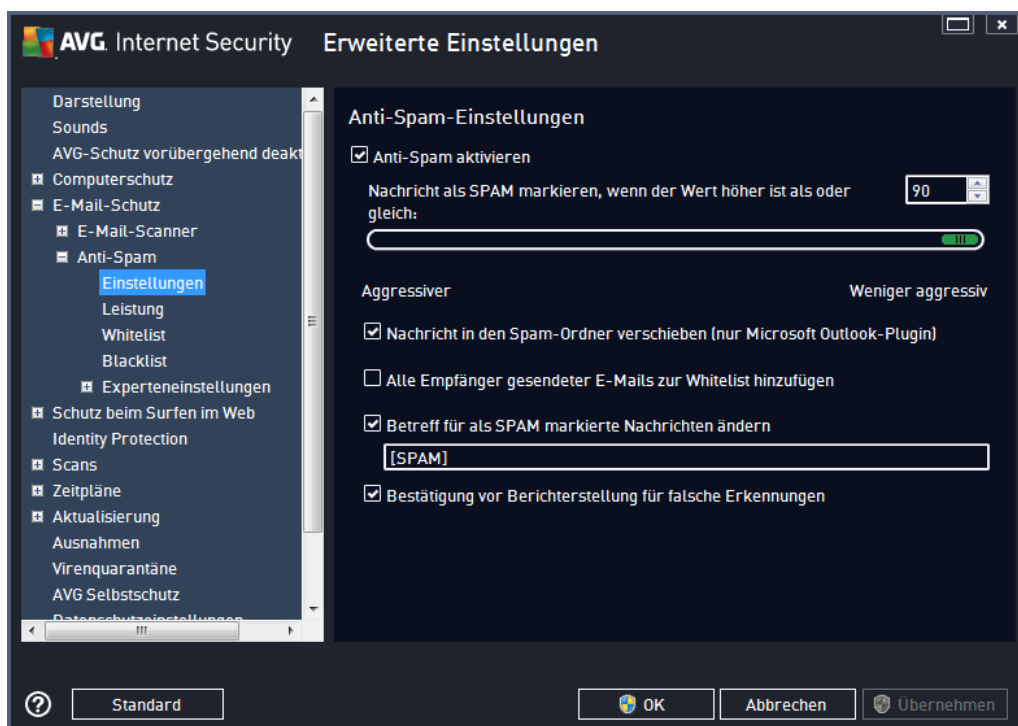 AVG. Internet Security Erweiterte Einstellungen
Darstellung
Sounds
AVG-Schutz vorübergehend deakt
Computerschutz
E-Mail-Schutz
E-Mail-Scanner
Anti-Spam
Einstellungen
Leistung
Whitelist
Blacklist
Experteneinstellungen
Schutz beim Surfen im Web
Identity Protection
Scans
Zeitpläne
Aktualisierung
Ausnahmen
Virenquarantäne
AVG Selbstschutz
Datenschutzeinstellungen
Anti-Spam-Einstellungen
Anti-Spam aktivieren
Nachricht als SPAM markieren, wenn der Wert höher ist als oder
gleich:
90
Aggressiver Weniger aggressiv
Nachricht in den Spam-Ordner verschieben (nur Microsoft Outlook-Plugin)
Alle Empfänger gesendeter E-Mails zur Whitelist hinzufügen
Betreff für als SPAM markierte Nachrichten ändern
[SPAM]
Bestätigung vor Berichterstellung für falsche Erkennungen
? Standard OK Abbrechen Übernehmen